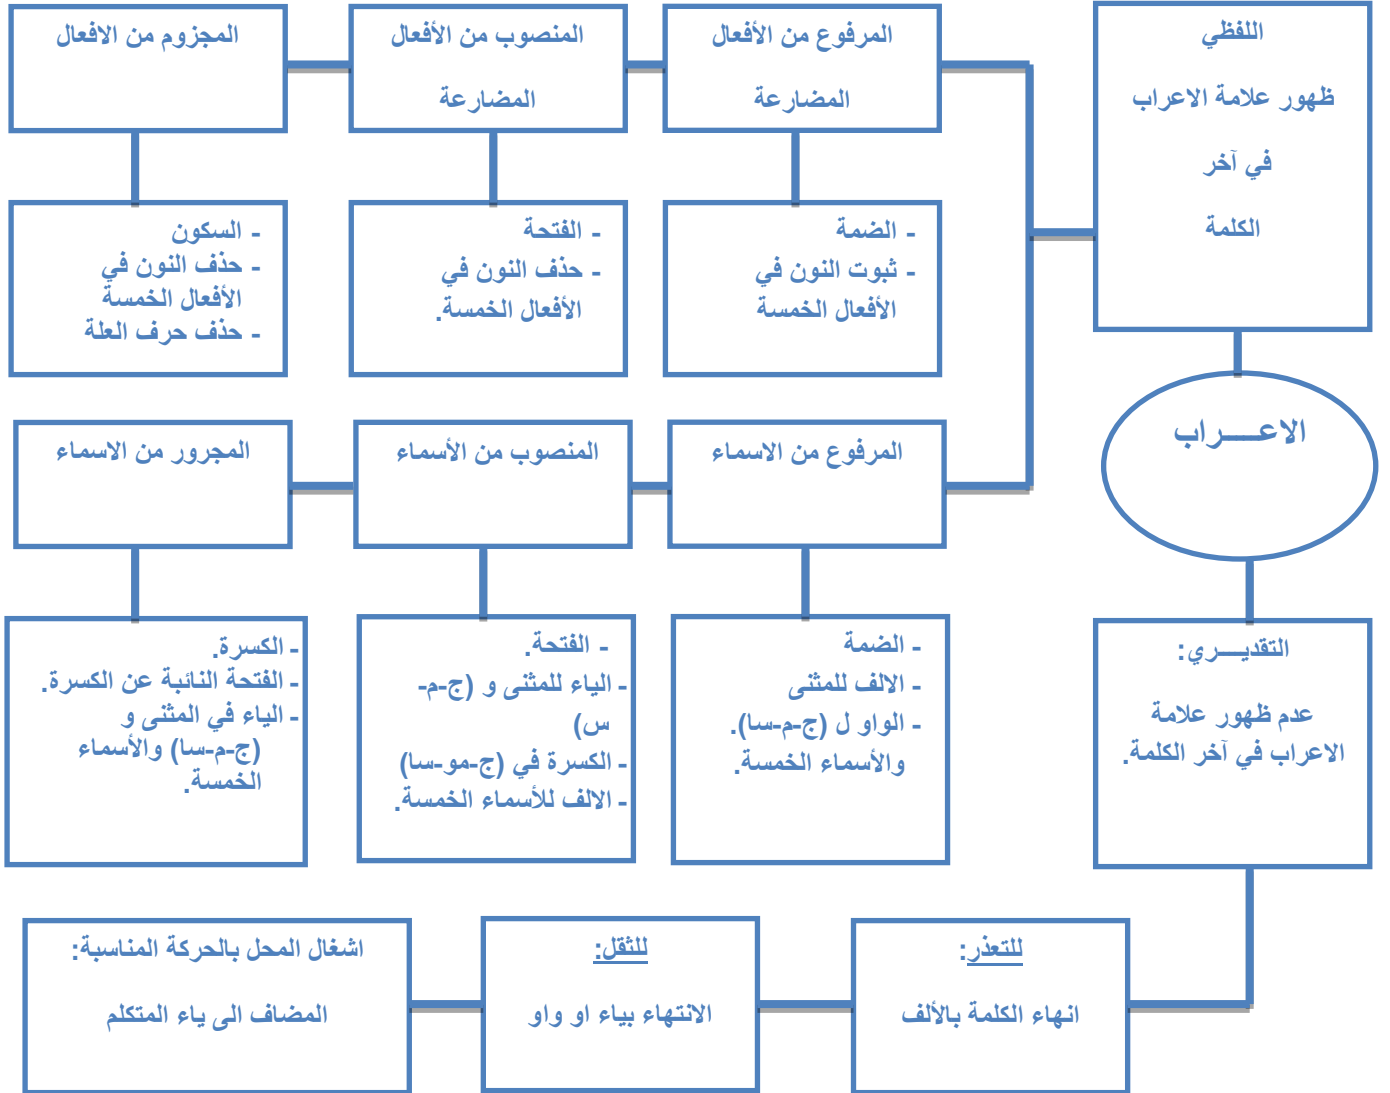 اللفظي
ظهور علامة الاعراب
في آخر
الكلمة
المرفوع من الأفعال
المضارعة
المنصوب من الأفعال
المضارعة
المجزوم من الافعال
- الضمة
- ثبوت النون في
الأفعال الخمسة
- الفتحة
- حذف النون في
الأفعال الخمسة.
- السكون
- حذف النون في
الأفعال الخمسة
- حذف حرف العلة
الاعـــراب
المرفوع من الاسماء
المنصوب من الأسماء
المجرور من الاسماء
- الضمة
- الالف للمثنى
- الواو ل (ج-م-سا).
والأسماء الخمسة.
- الفتحة.
- الياء للمثنى و (ج-م-
س)
- الكسرة في (ج-مو-سا)
- الالف للأسماء الخمسة.
- الكسرة.
- الفتحة النائبة عن الكسرة.
- الياء في المثنى و
(ج-م-سا) والأسماء
الخمسة.
التقديـــري:
عدم ظهور علامة
الاعراب في آخر الكلمة.
للتعذر:
انهاء الكلمة بالألف
للثقل:
الانتهاء بياء او واو
اشغال المحل بالحركة المناسبة:
المضاف الى ياء المتكلم